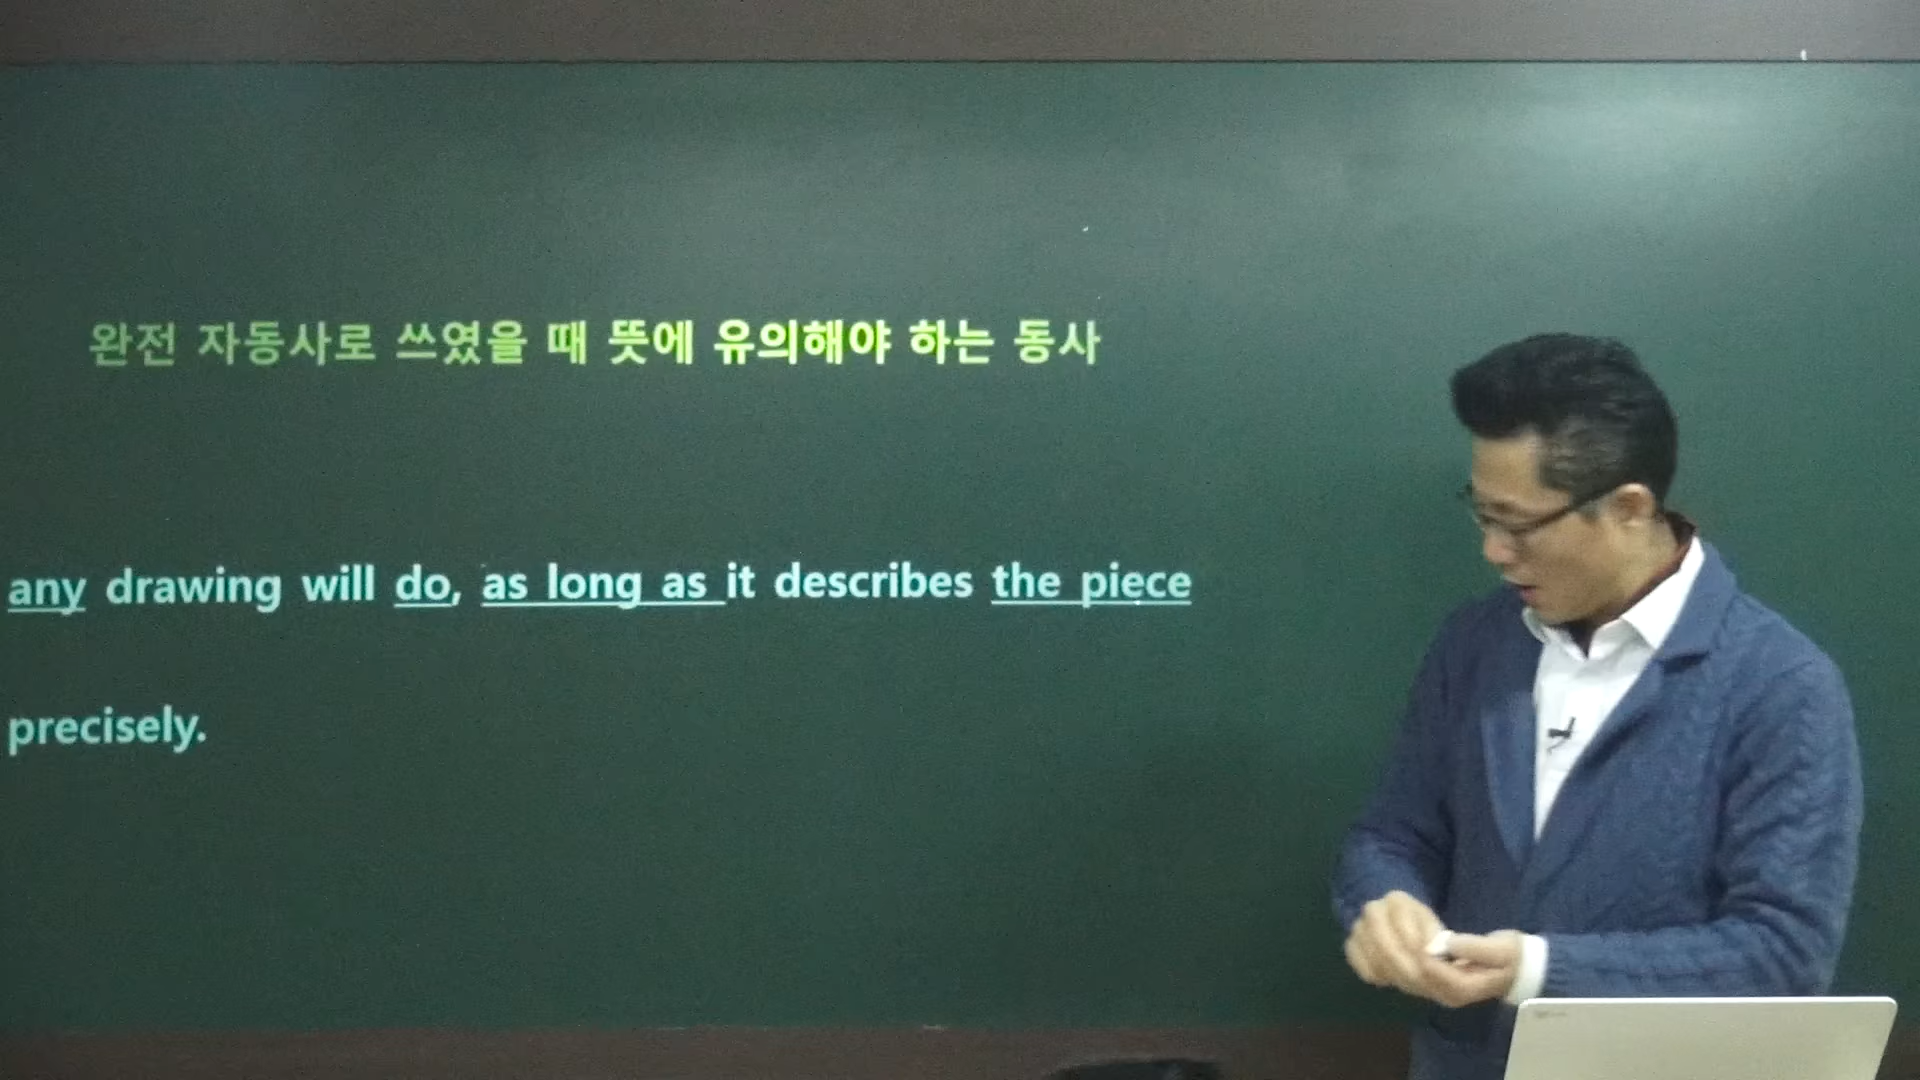 완전 자동사로 쓰였을 때 뜻에 유의해야 하는 동사
any drawing will do, as long as it describes the piece
precisely.